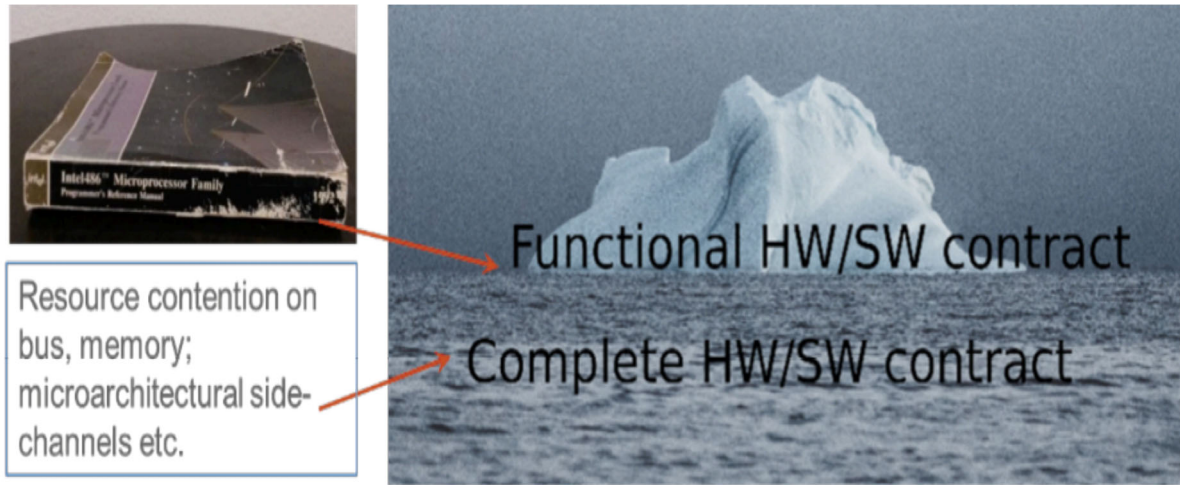 Intel486™ Microprocessor Family
Programmer's Reference Manual
intel
Functional HW/SW contract
Resource contention on
bus, memory;
microarchitectural side-
channels etc.
Complete HW/SW contract